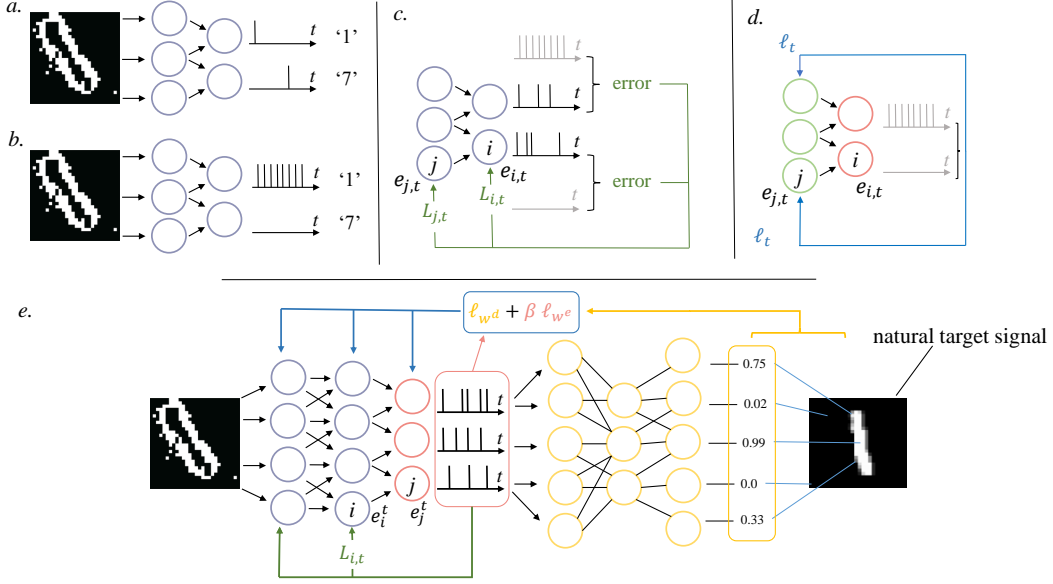 a.
t ‘1’
t ‘7’
b.
t ‘1’
t ‘7’
c.
t
error
t
j
i
t
e_{j,t}
e_{i,t}
L_{j,t}
L_{i,t}
error
t
d.
ℓ_t
t
j
i
t
e_{j,t}
e_{i,t}
ℓ_t
e.
ℓ_{w^d} + β ℓ_{w^e}
natural target signal
t
t
t
i
e_i^t
j
e_j^t
L_{i,t}
0.75
0.02
0.99
0.0
0.33